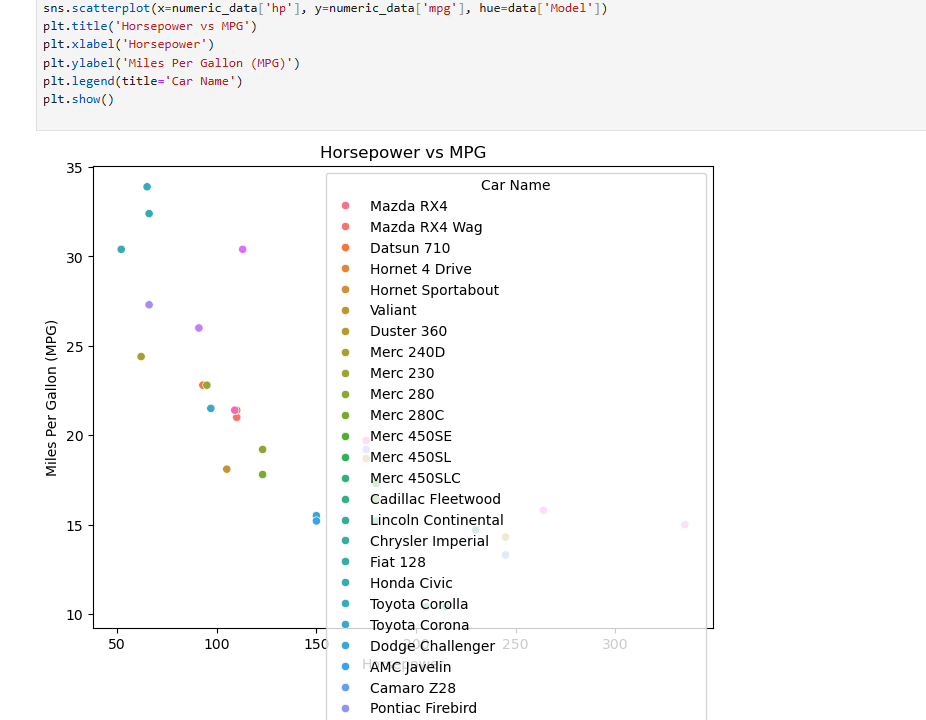 sns.scatterplot(x=numeric_data['hp'], y=numeric_data['mpg'], hue=data['Model'])
plt.title('Horsepower vs MPG')
plt.xlabel('Horsepower')
plt.ylabel('Miles Per Gallon (MPG)')
plt.legend(title='Car Name')
plt.show()
Horsepower vs MPG
Car Name
Mazda RX4
Mazda RX4 Wag
Datsun 710
Hornet 4 Drive
Hornet Sportabout
Valiant
Duster 360
Merc 240D
Merc 230
Merc 280
Merc 280C
Merc 450SE
Merc 450SL
Merc 450SLC
Cadillac Fleetwood
Lincoln Continental
Chrysler Imperial
Fiat 128
Honda Civic
Toyota Corolla
Toyota Corona
Dodge Challenger
AMC Javelin
Camaro Z28
Pontiac Firebird
Miles Per Gallon (MPG)
35
30
25
20
15
10
50 100 150 200 250 300
Horsepower